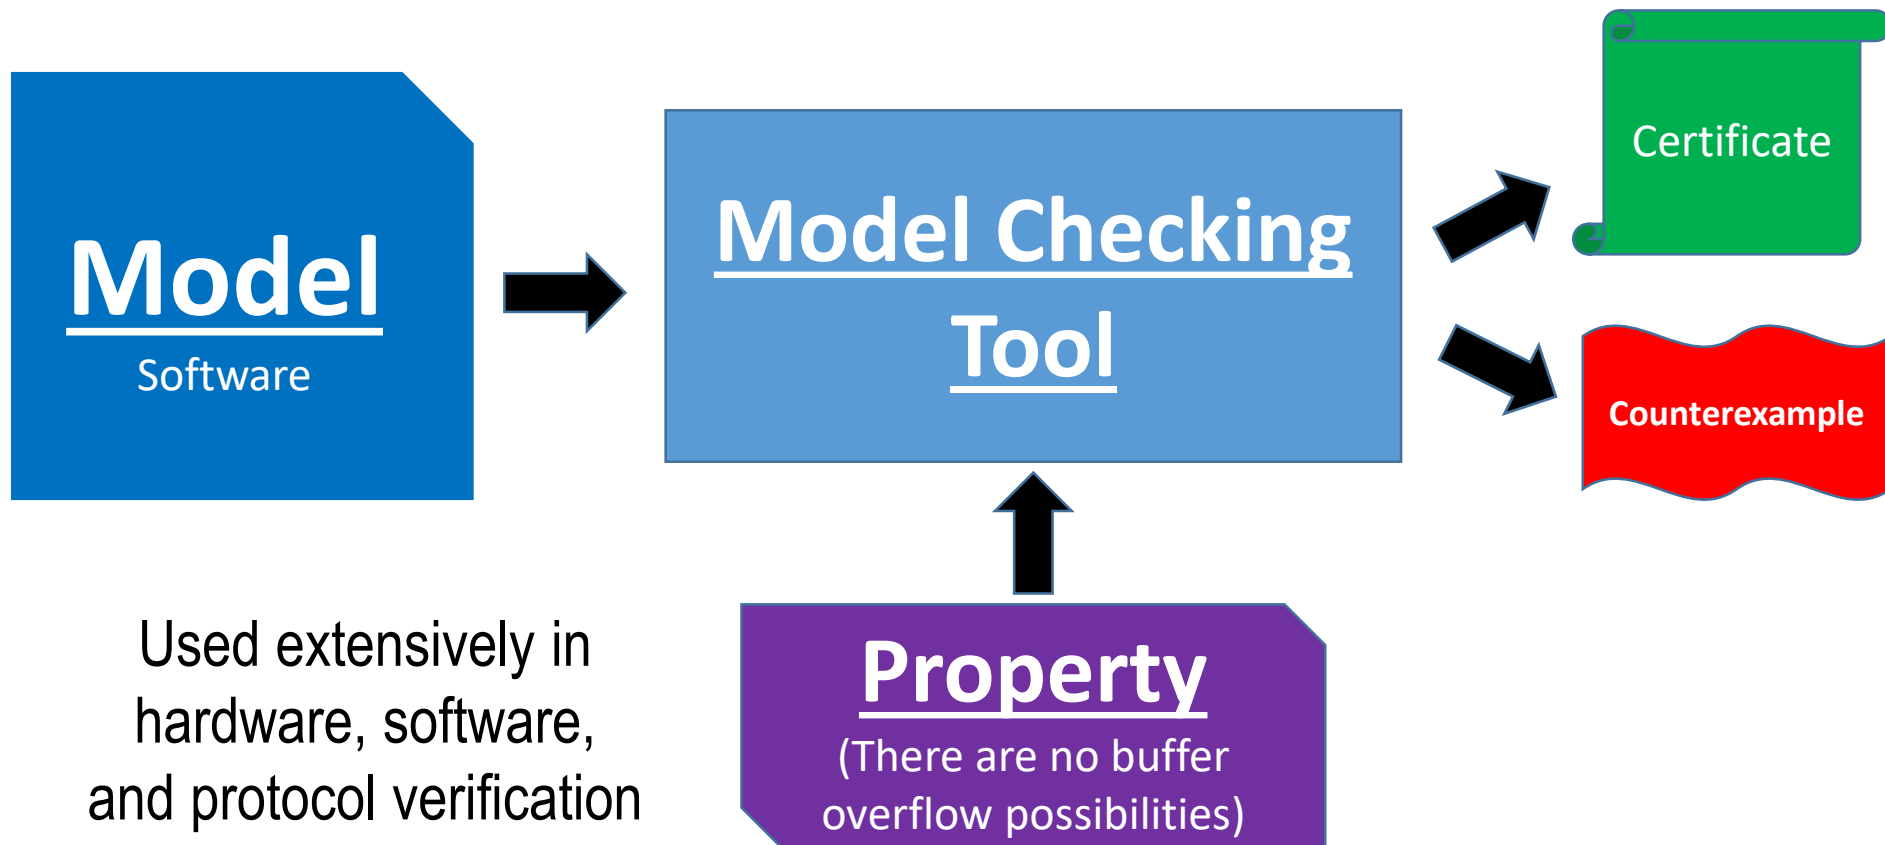 Model
Software
Model Checking
Tool
Certificate
Counterexample
Property
(There are no buffer
overflow possibilities)
Used extensively in
hardware, software,
and protocol verification